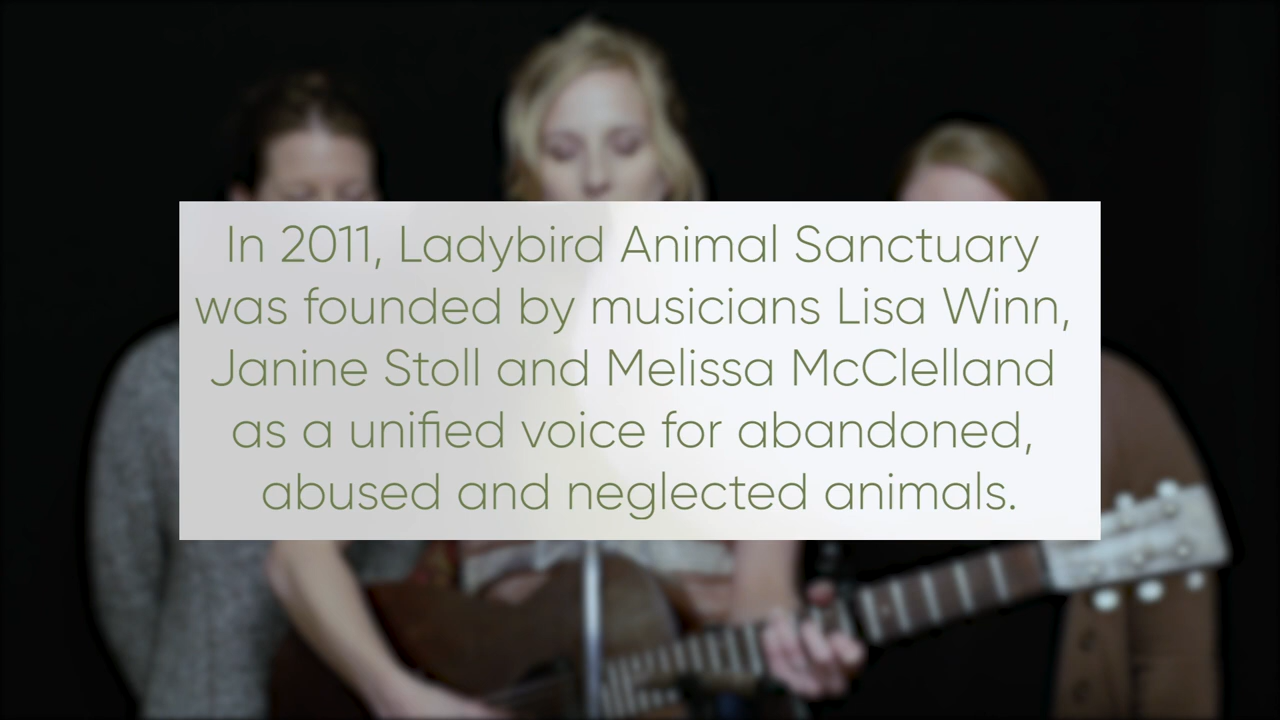 In 2011, Ladybird Animal Sanctuary
was founded by musicians Lisa Winn,
Janine Stoll and Melissa McClelland
as a unified voice for abandoned,
abused and neglected animals.